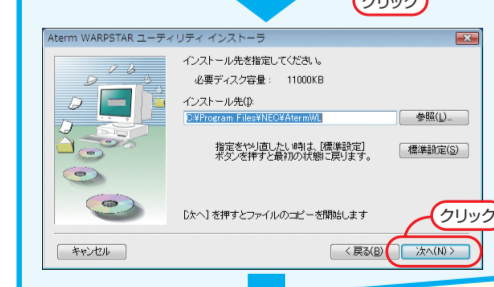 クリック
Aterm WARPSTAR ユーティリティ インストーラ
インストール先を指定してください。
必要ディスク容量： 11000KB
インストール先(I):
C:¥Program Files¥NEC¥AtermWL
参照(L)...
指定をやり直したい時は、[標準設定]
ボタンを押すと最初の状態に戻ります。
標準設定(S)
[次へ] を押すとファイルのコピーを開始します
クリック
キャンセル
< 戻る(B)
次へ(N) >